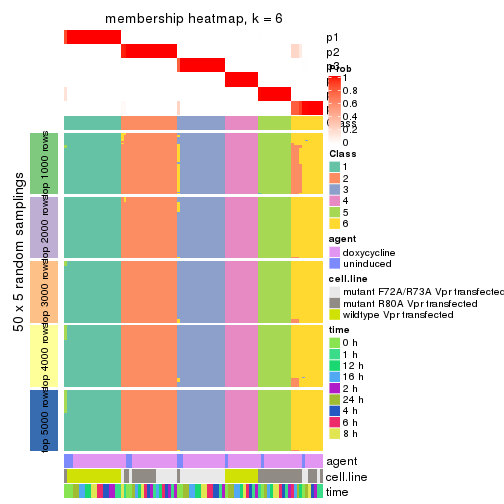 membership heatmap, k = 6
p1
p2
p3
Prob
1
0.8
0.6
0.4
0.2
0
Class
1
2
3
4
5
6
agent
doxycycline
uninduced
cell.line
mutant F72A/R73A Vpr transfected
mutant R80A Vpr transfected
wildtype Vpr transfected
time
0 h
1 h
12 h
16 h
2 h
24 h
4 h
6 h
8 h
50 x 5 random samplings
top 1000 rows
top 2000 rows
top 3000 rows
top 4000 rows
top 5000 rows
agent
cell.line
time